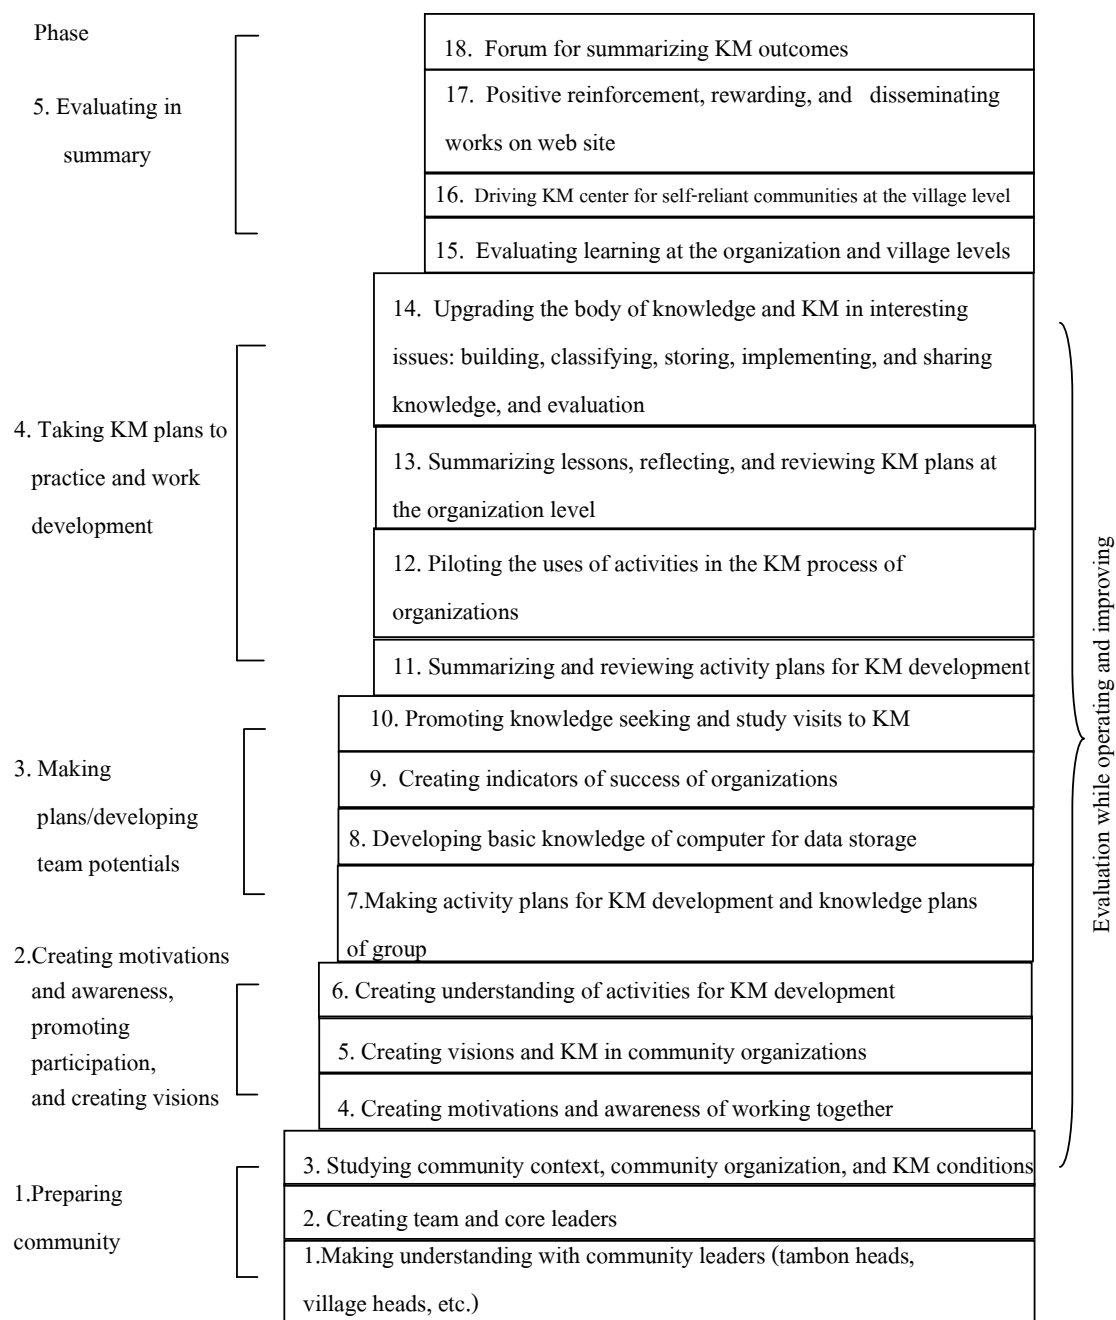 Phase
5. Evaluating in
summary
18. Forum for summarizing KM outcomes
17. Positive reinforcement, rewarding, and disseminating
works on web site
16. Driving KM center for self-reliant communities at the village level
15. Evaluating learning at the organization and village levels
4. Taking KM plans to
practice and work
development
14. Upgrading the body of knowledge and KM in interesting
issues: building, classifying, storing, implementing, and sharing
knowledge, and evaluation
13. Summarizing lessons, reflecting, and reviewing KM plans at
the organization level
12. Piloting the uses of activities in the KM process of
organizations
11. Summarizing and reviewing activity plans for KM development
3. Making
plans/developing
team potentials
10. Promoting knowledge seeking and study visits to KM
9. Creating indicators of success of organizations
8. Developing basic knowledge of computer for data storage
7.Making activity plans for KM development and knowledge plans
of group
2.Creating motivations
and awareness,
promoting
participation,
and creating visions
6. Creating understanding of activities for KM development
5. Creating visions and KM in community organizations
4. Creating motivations and awareness of working together
1.Preparing
community
3. Studying community context, community organization, and KM conditions
2. Creating team and core leaders
1.Making understanding with community leaders (tambon heads,
village heads, etc.)
Evaluation while operating and improving